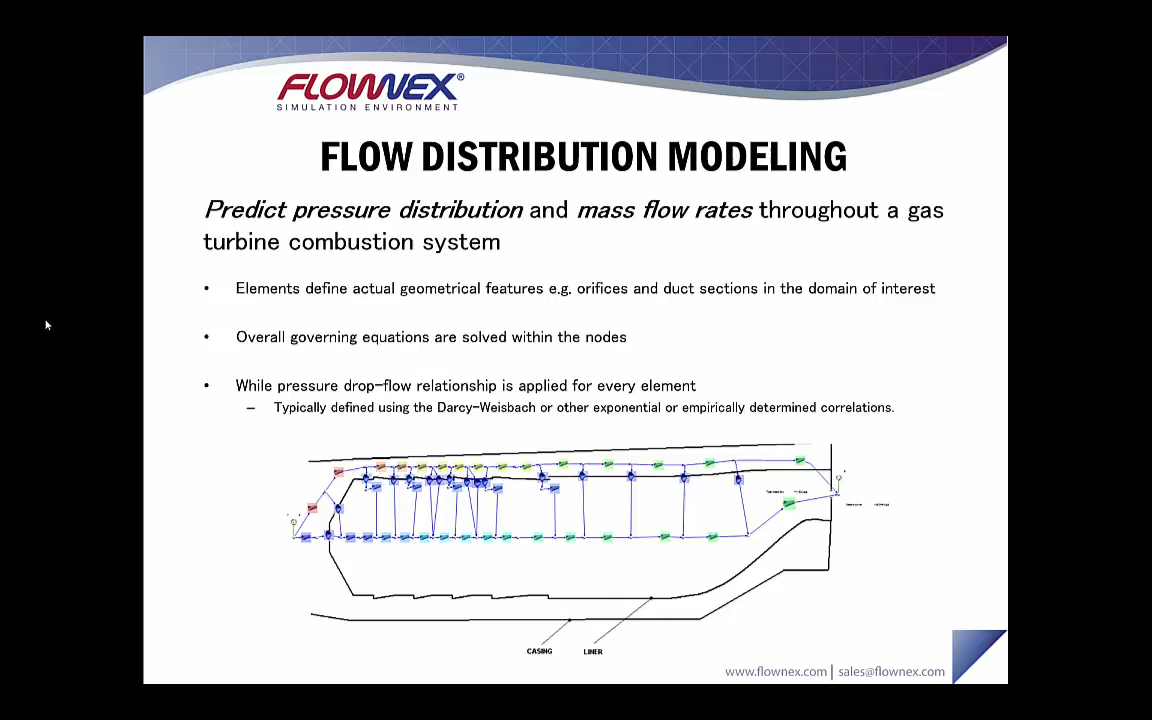 FLOWNEX®
SIMULATION ENVIRONMENT
FLOW DISTRIBUTION MODELING
Predict pressure distribution and mass flow rates throughout a gas
turbine combustion system
• Elements define actual geometrical features e.g. orifices and duct sections in the domain of interest
• Overall governing equations are solved within the nodes
• While pressure drop-flow relationship is applied for every element
– Typically defined using the Darcy-Weisbach or other exponential or empirically determined correlations.
CASING LINER
www.flownex.com | sales@flownex.com